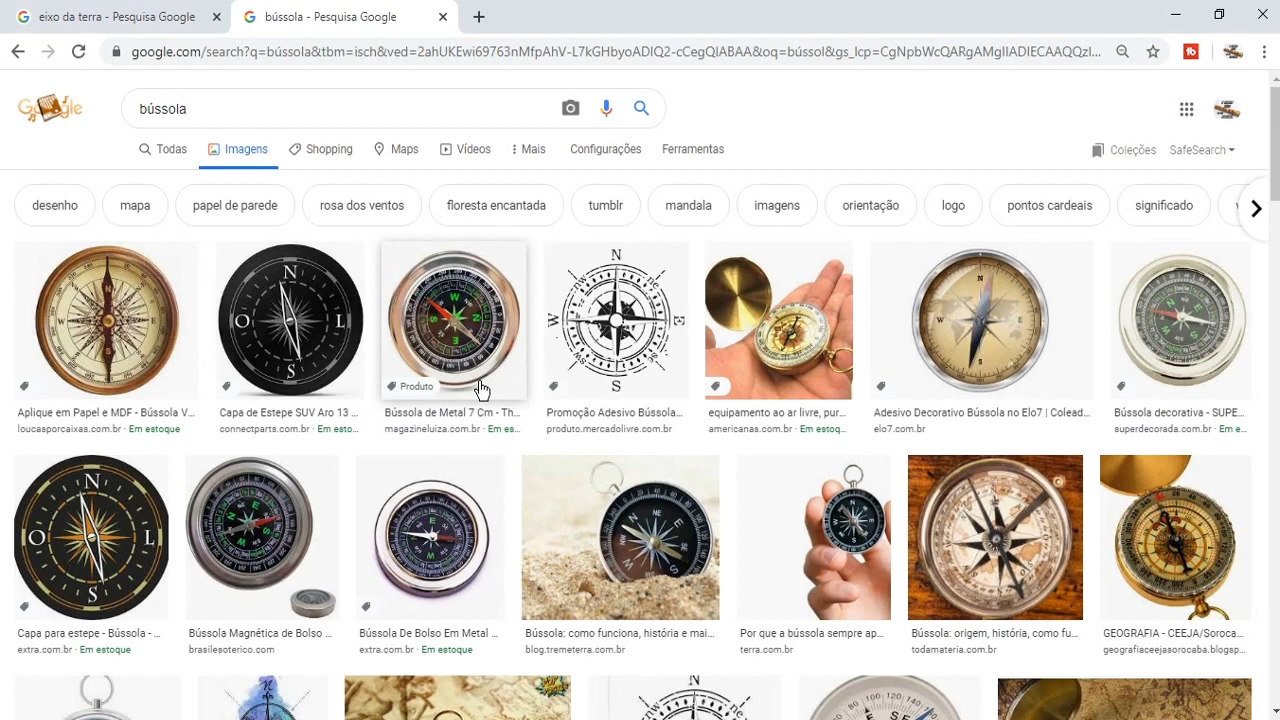 eixo da terra - Pesquisa Google
bússola - Pesquisa Google
google.com/search?q=bússola&tbm=isch&ved=2ahUKEwi69763nMfpAhV-L7kGHbyoADIQ2-cCegQIABAA&oq=bússol&gs_lcp=CgNpbWcQARgAMgIIADIECAAQQzI...
Google
bússola
Todas
Imagens
Shopping
Maps
Vídeos
Mais
Configurações
Ferramentas
Coleções
SafeSearch
desenho
mapa
papel de parede
rosa dos ventos
floresta encantada
tumblr
mandala
imagens
orientação
logo
pontos cardeais
significado
Produto
Aplique em Papel e MDF - Bússola V...
Capa de Estepe SUV Aro 13 ...
Bússola de Metal 7 Cm - Th...
Promoção Adesivo Bússola...
equipamento ao ar livre, pur...
Adesivo Decorativo Bússola no Elo7 | Colead...
Bússola decorativa - SUPE...
loucasporcaixas.com.br · Em estoque
connectparts.com.br · Em esto...
magazineluiza.com.br · Em es...
produto.mercadolivre.com.br
americanas.com.br · Em estoq...
elo7.com.br
superdecorada.com.br · Em e...
Capa para estepe - Bússola - ...
Bússola Magnética de Bolso ...
Bússola De Bolso Em Metal ...
Bússola: como funciona, história e mai...
Por que a bússola sempre ap...
Bússola: origem, história, como fu...
GEOGRAFIA - CEEJA/Soroca...
extra.com.br · Em estoque
brasilesoterico.com
extra.com.br · Em estoque
blog.tremeterra.com.br
terra.com.br
todamateria.com.br
geografiaceejasorocaba.blogsp...